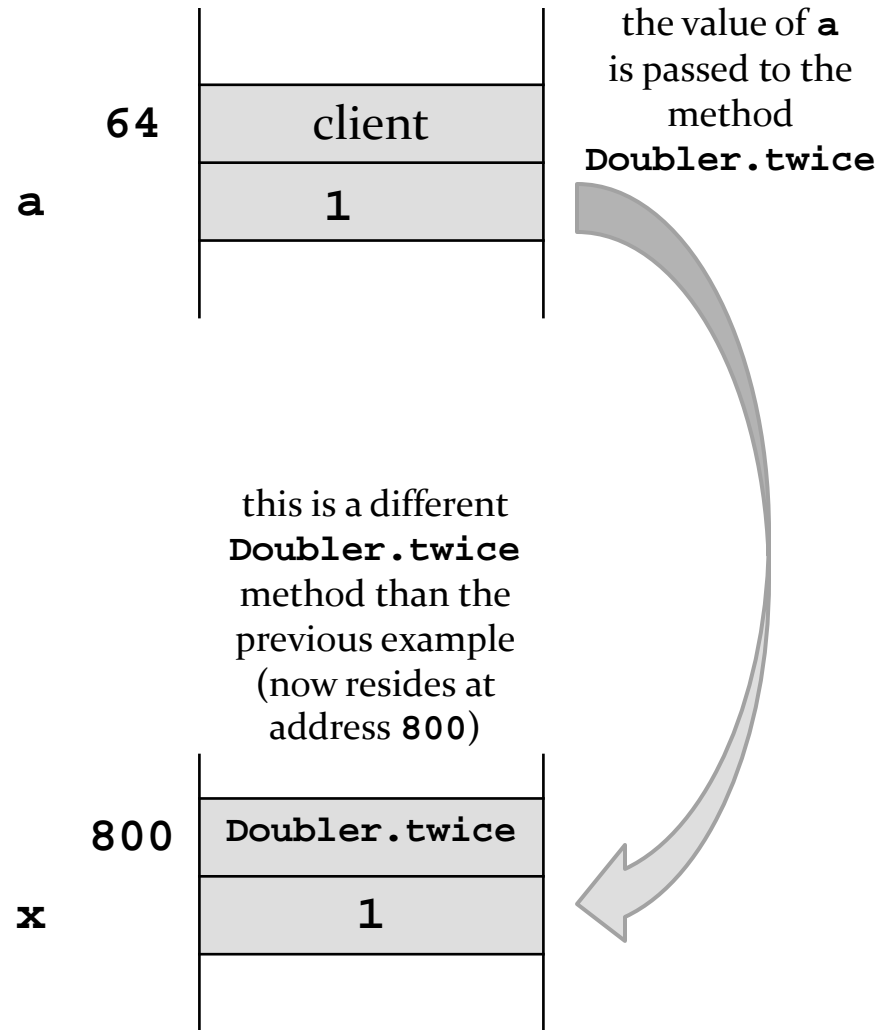 the value of a
is passed to the
method
Doubler.twice
64
client
a
1
this is a different
Doubler.twice
method than the
previous example
(now resides at
address 800)
800
Doubler.twice
x
1